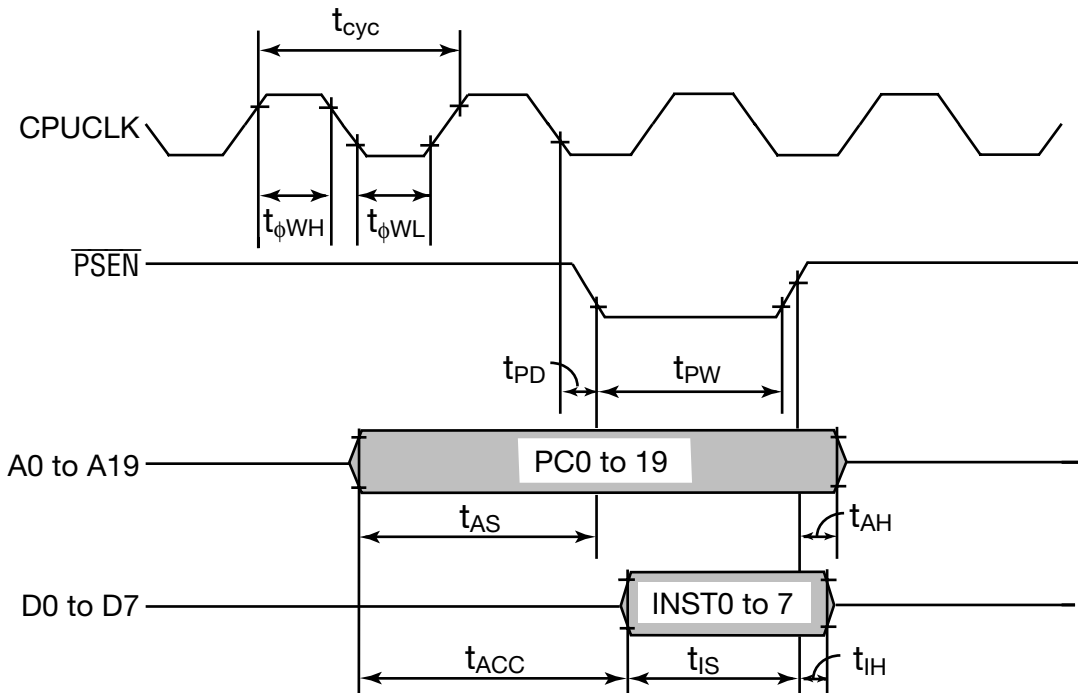 tcyc
CPUCLK
tϕWH tϕWL
PSEN
tPD tPW
A0 to A19 PC0 to 19
tAS tAH
D0 to D7 INST0 to 7
tACC tIS tIH